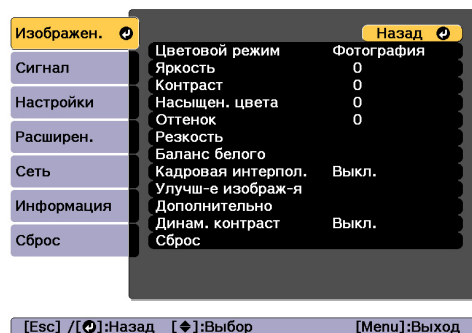 Изображен.
Сигнал
Настройки
Расширен.
Сеть
Информация
Сброс
Назад
Цветовой режим Фотография
Яркость 0
Контраст 0
Насыщен. цвета 0
Оттенок 0
Резкость
Баланс белого
Кадровая интерпол. Выкл.
Улучш-е изображ-я
Дополнительно
Динам. контраст Выкл.
Сброс
[Esc] /[]:Назад []:Выбор [Menu]:Выход